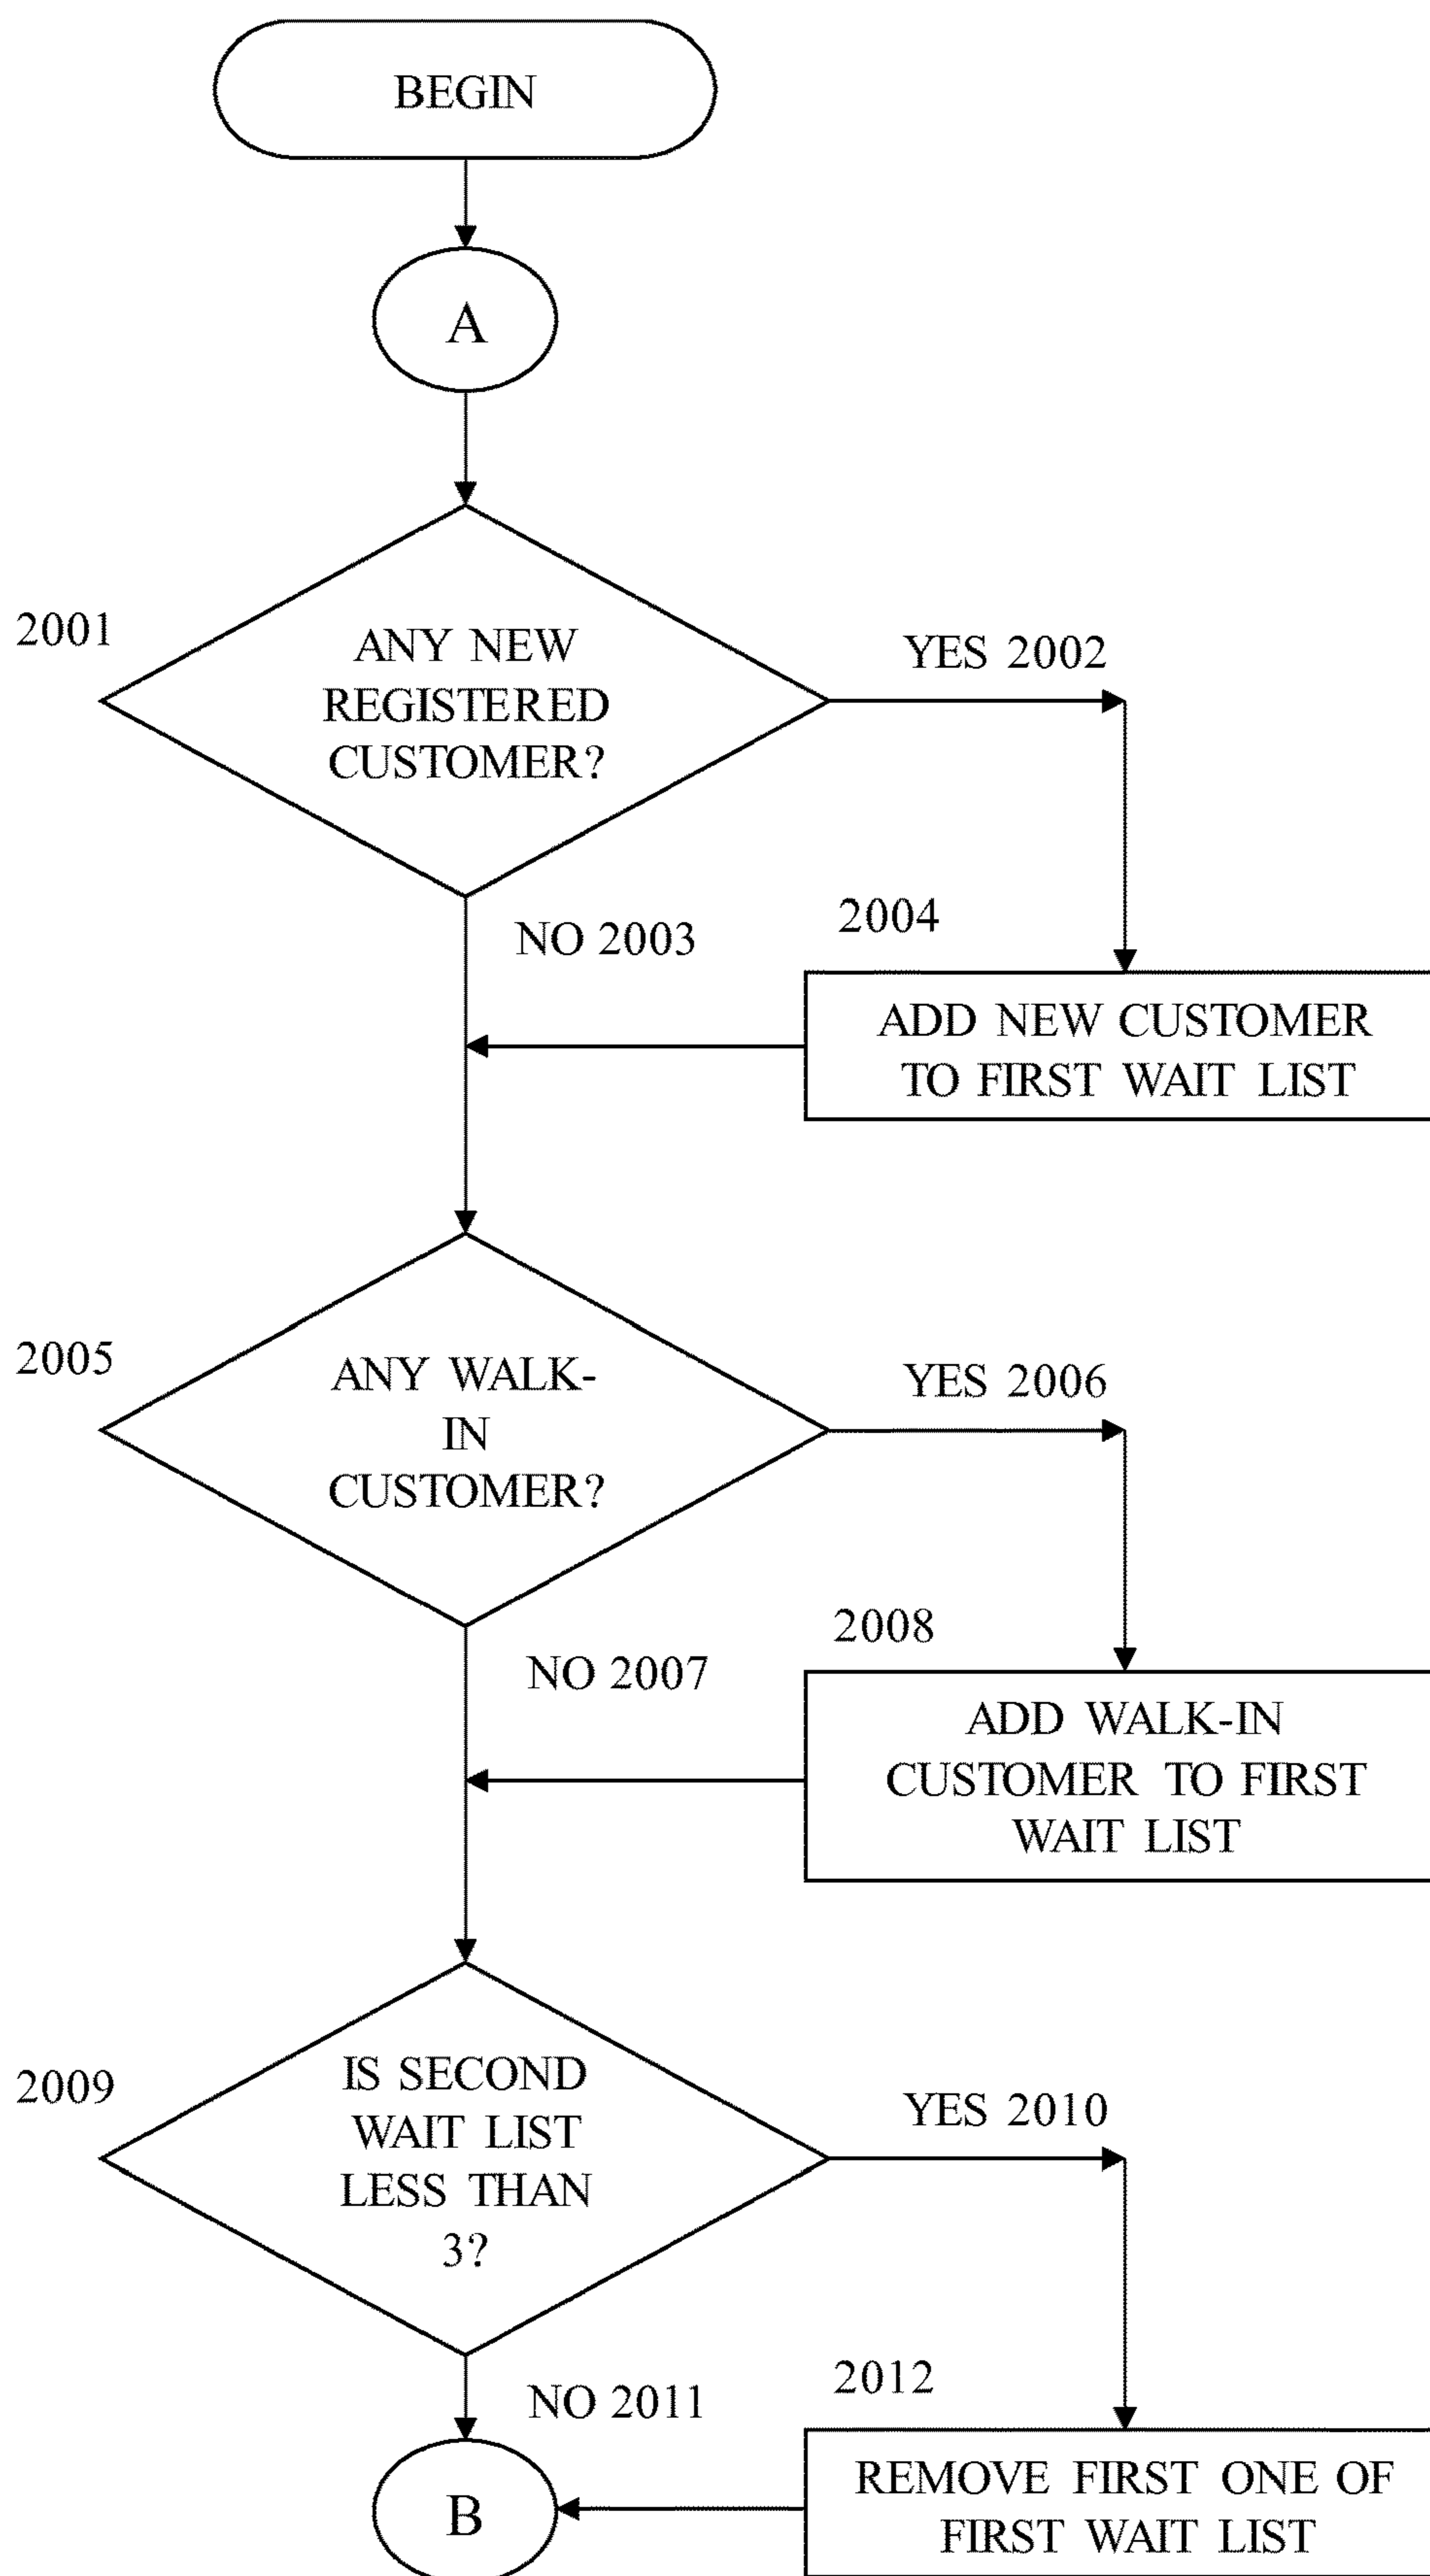 BEGIN
A
2001
ANY NEW
REGISTERED
CUSTOMER?
YES 2002
NO 2003
2004
ADD NEW CUSTOMER
TO FIRST WAIT LIST
2005
ANY WALK-
IN
CUSTOMER?
YES 2006
NO 2007
2008
ADD WALK-IN
CUSTOMER TO FIRST
WAIT LIST
2009
IS SECOND
WAIT LIST
LESS THAN
3?
YES 2010
NO 2011
2012
REMOVE FIRST ONE OF
FIRST WAIT LIST
B